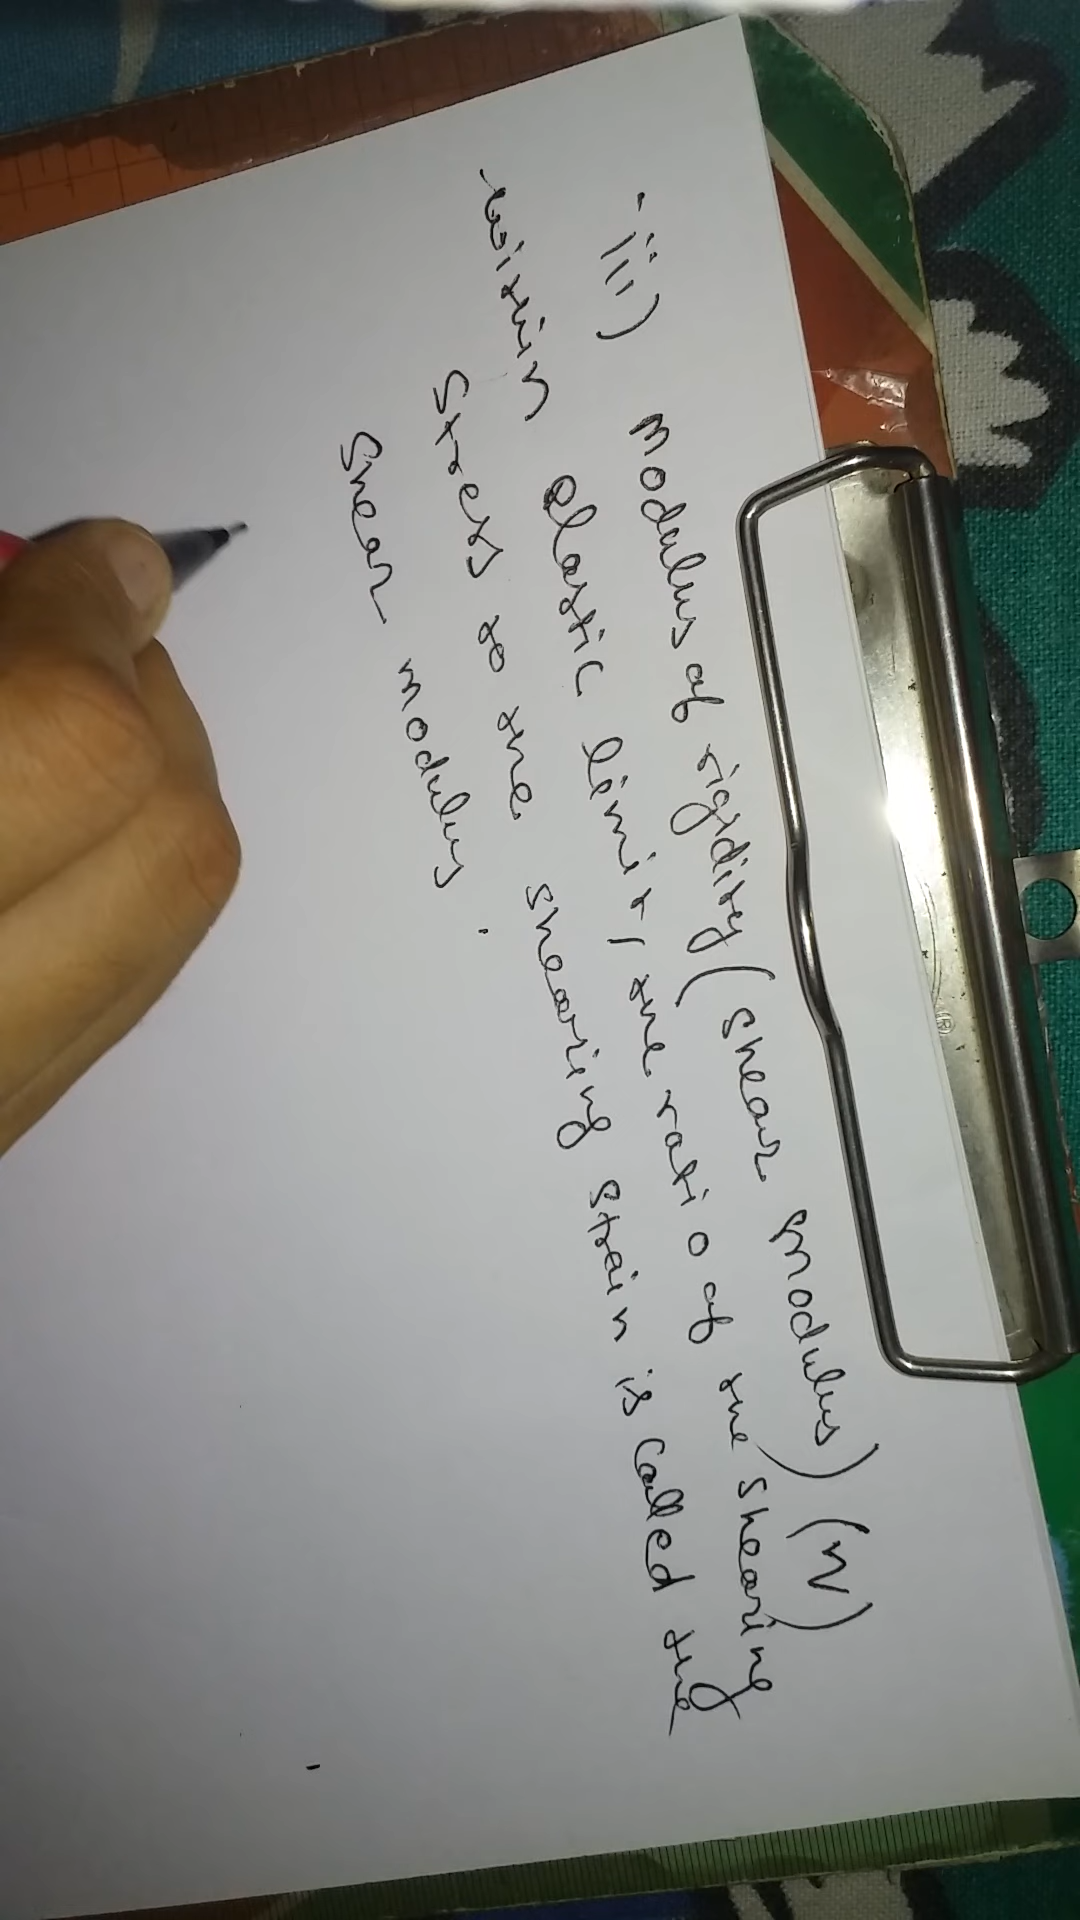 iii) modulus of rigidity (shear modulus) (n)
within elastic limit, the ratio of the shearing
stress to the shearing strain is called the
shear modulus.